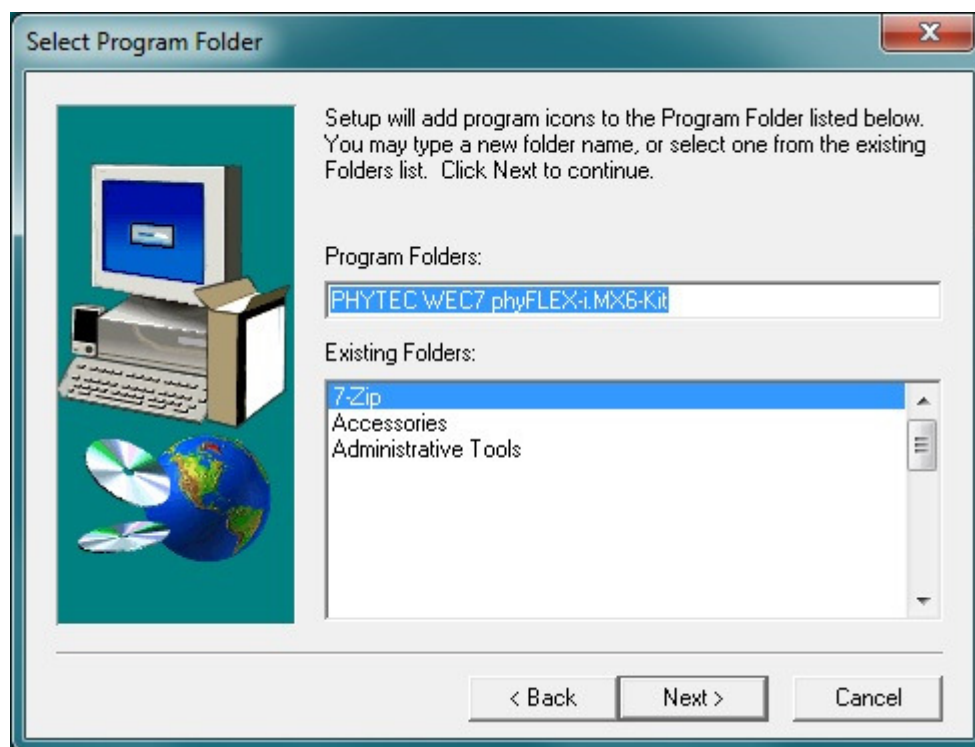 Select Program Folder
Setup will add program icons to the Program Folder listed below.
You may type a new folder name, or select one from the existing
Folders list. Click Next to continue.
Program Folders:
PHYTEC WEC7 phyFLEX-i.MX6-Kit
Existing Folders:
7-Zip
Accessories
Administrative Tools
< Back
Next >
Cancel